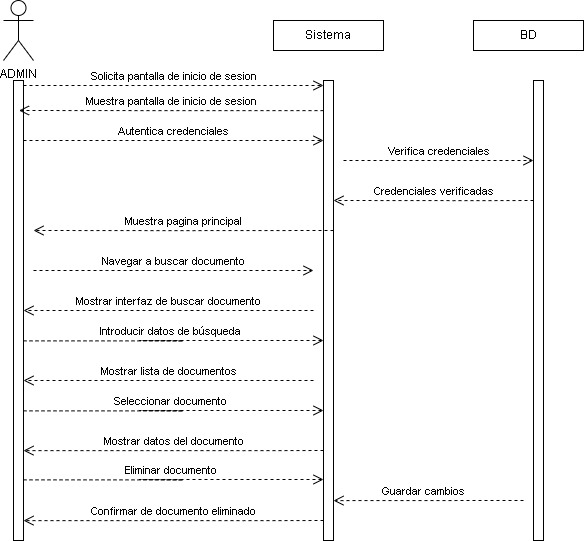 Sistema
BD
ADMIN
Solicita pantalla de inicio de sesion
Muestra pantalla de inicio de sesion
Autentica credenciales
Verifica credenciales
Credenciales verificadas
Muestra pagina principal
Navegar a buscar documento
Mostrar interfaz de buscar documento
Introducir datos de búsqueda
Mostrar lista de documentos
Seleccionar documento
Mostrar datos del documento
Eliminar documento
Guardar cambios
Confirmar de documento eliminado